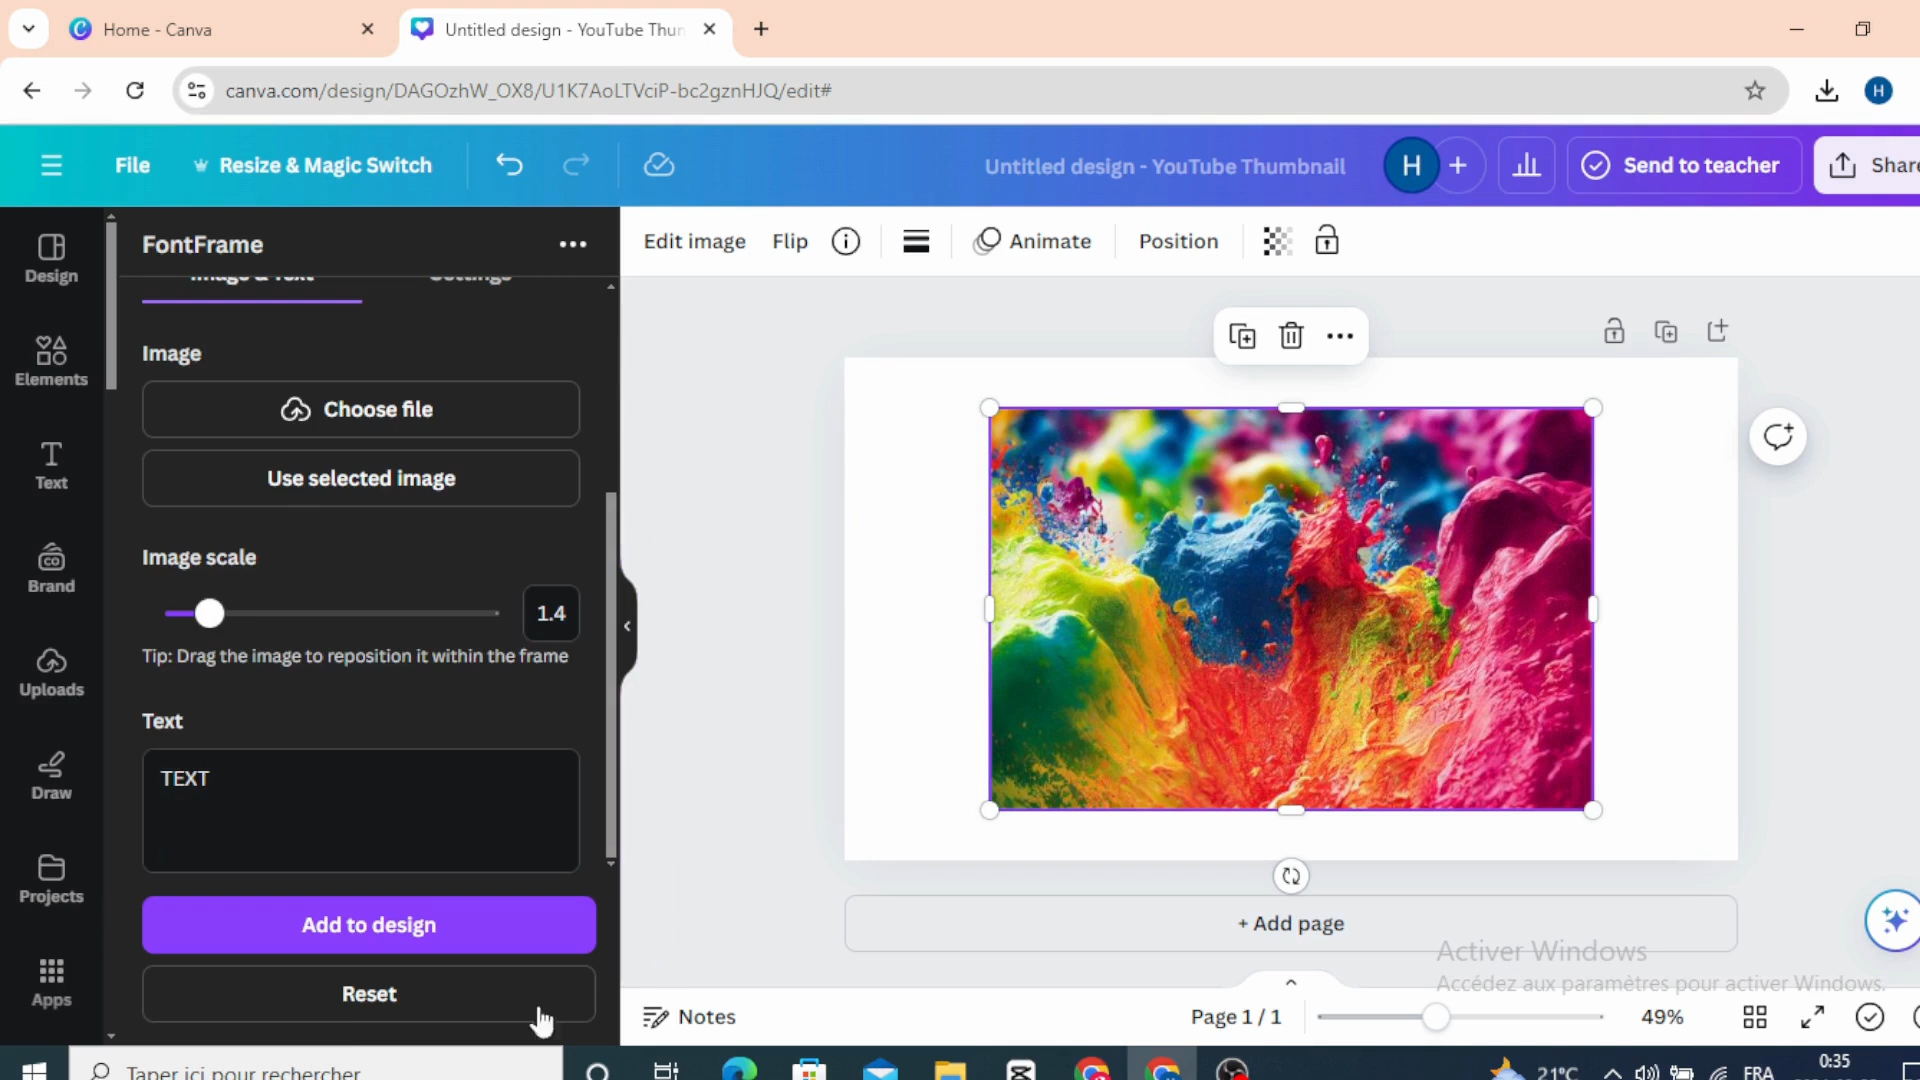 Home - Canva
Untitled design - YouTube Thun
canva.com/design/DAGOzhW_OX8/U1K7AoLTVciP-bc2gznHJQ/edit#
H
File
Resize & Magic Switch
Untitled design - YouTube Thumbnail
H
Send to teacher
Share
Design
Elements
Text
Brand
Uploads
Draw
Projects
Apps
FontFrame
Image & Text
Settings
Image
Choose file
Use selected image
Image scale
1.4
Tip: Drag the image to reposition it within the frame
Text
TEXT
Add to design
Reset
Edit image
Flip
Animate
Position
+ Add page
Activer Windows
Accédez aux paramètres pour activer Windows.
Notes
Page 1 / 1
49%
Taper ici pour rechercher
21°C
FRA
0:35